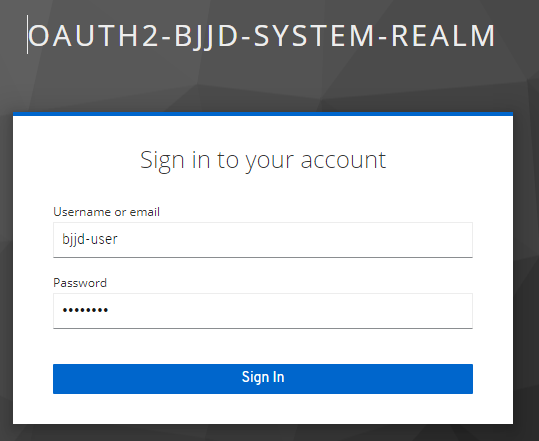 OAUTH2-BJJD-SYSTEM-REALM
Sign in to your account
Username or email
bjjd-user
Password
••••••••
Sign In